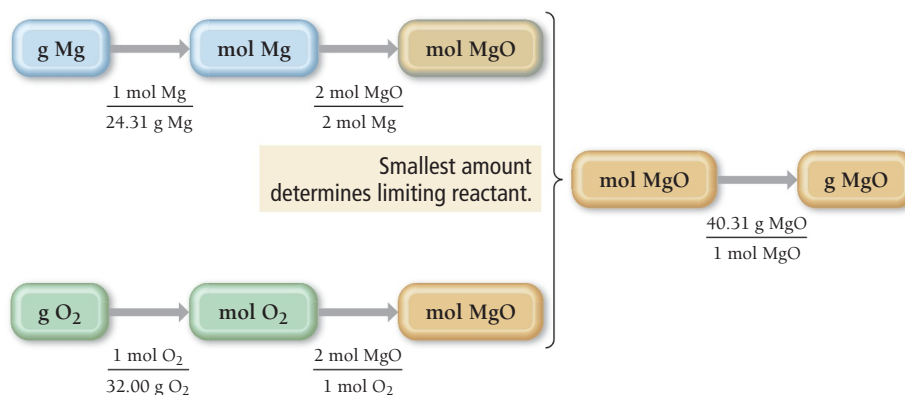 g Mg
mol Mg
mol MgO
1 mol Mg
24.31 g Mg
2 mol MgO
2 mol Mg
Smallest amount
determines limiting reactant.
mol MgO
g MgO
40.31 g MgO
1 mol MgO
g O₂
mol O₂
mol MgO
1 mol O₂
32.00 g O₂
2 mol MgO
1 mol O₂